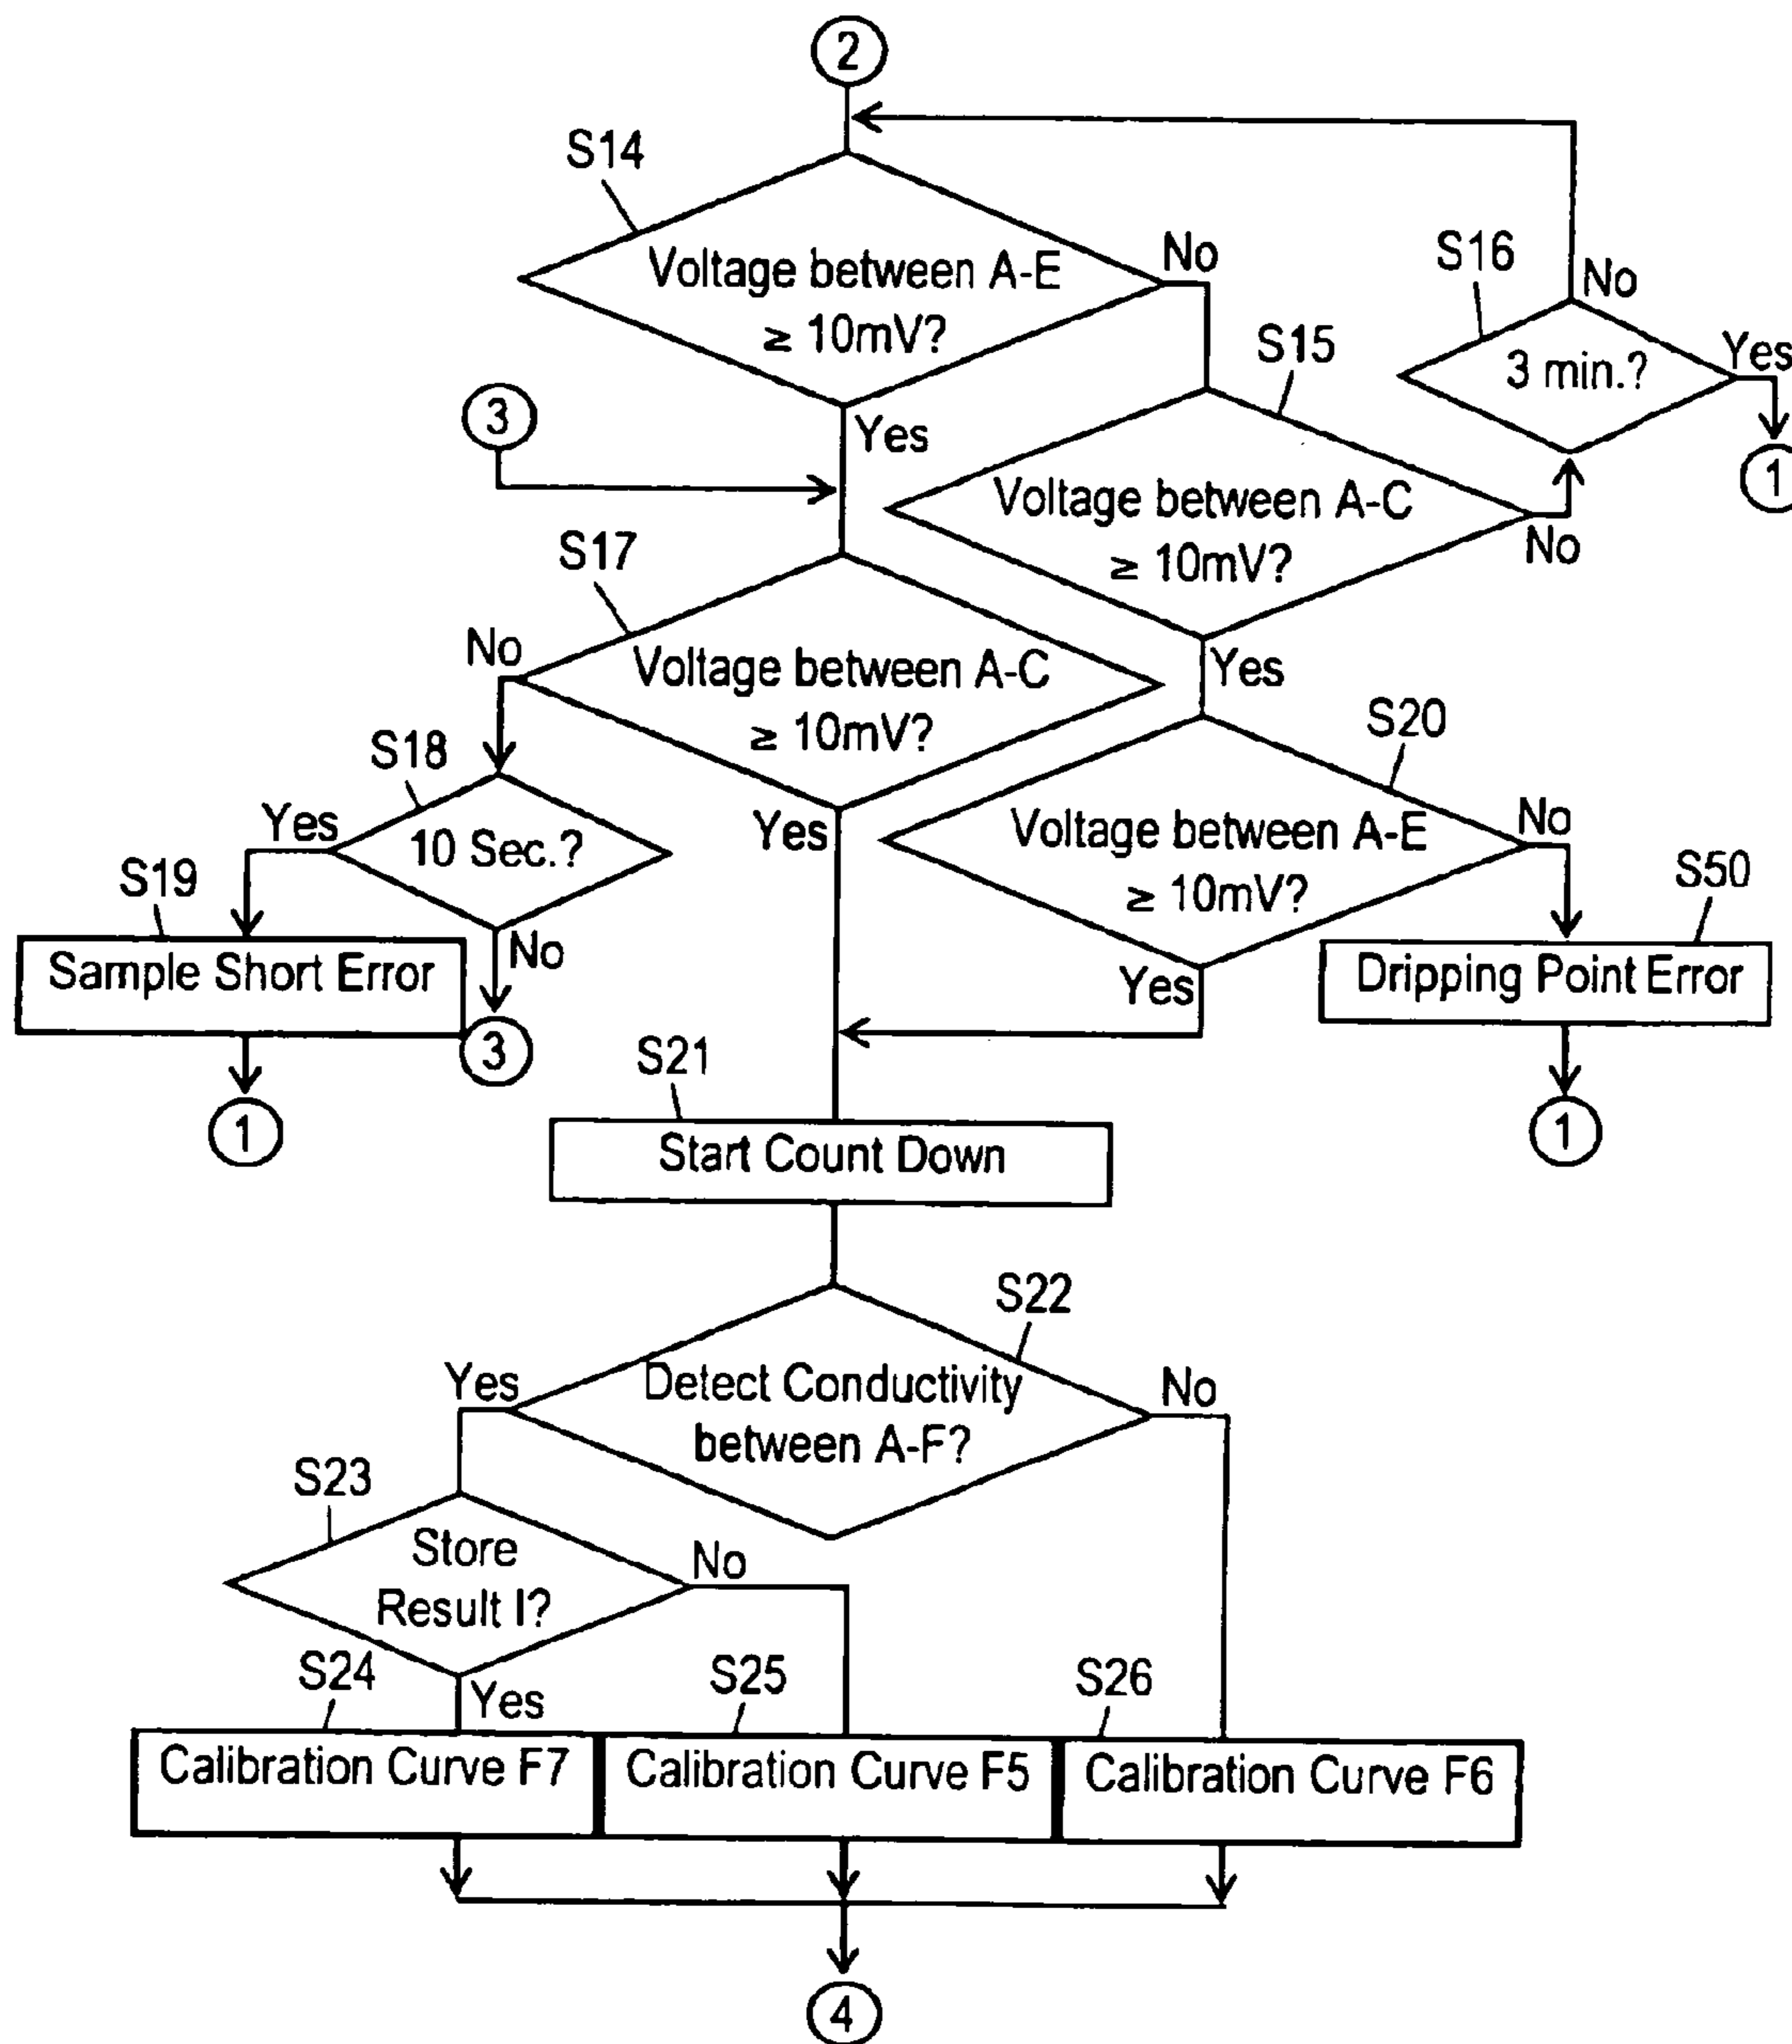 2
S14
Voltage between A-E
≥ 10mV?
No
Yes
S16
3 min.?
No
Yes
1
S15
Voltage between A-C
≥ 10mV?
No
Yes
3
S17
Voltage between A-C
≥ 10mV?
No
Yes
S18
10 Sec.?
Yes
No
3
S19
Sample Short Error
1
S20
Voltage between A-E
≥ 10mV?
No
Yes
S50
Dripping Point Error
1
S21
Start Count Down
S22
Detect Conductivity
between A-F?
Yes
No
S23
Store
Result I?
No
Yes
S24
Calibration Curve F7
S25
Calibration Curve F5
S26
Calibration Curve F6
4